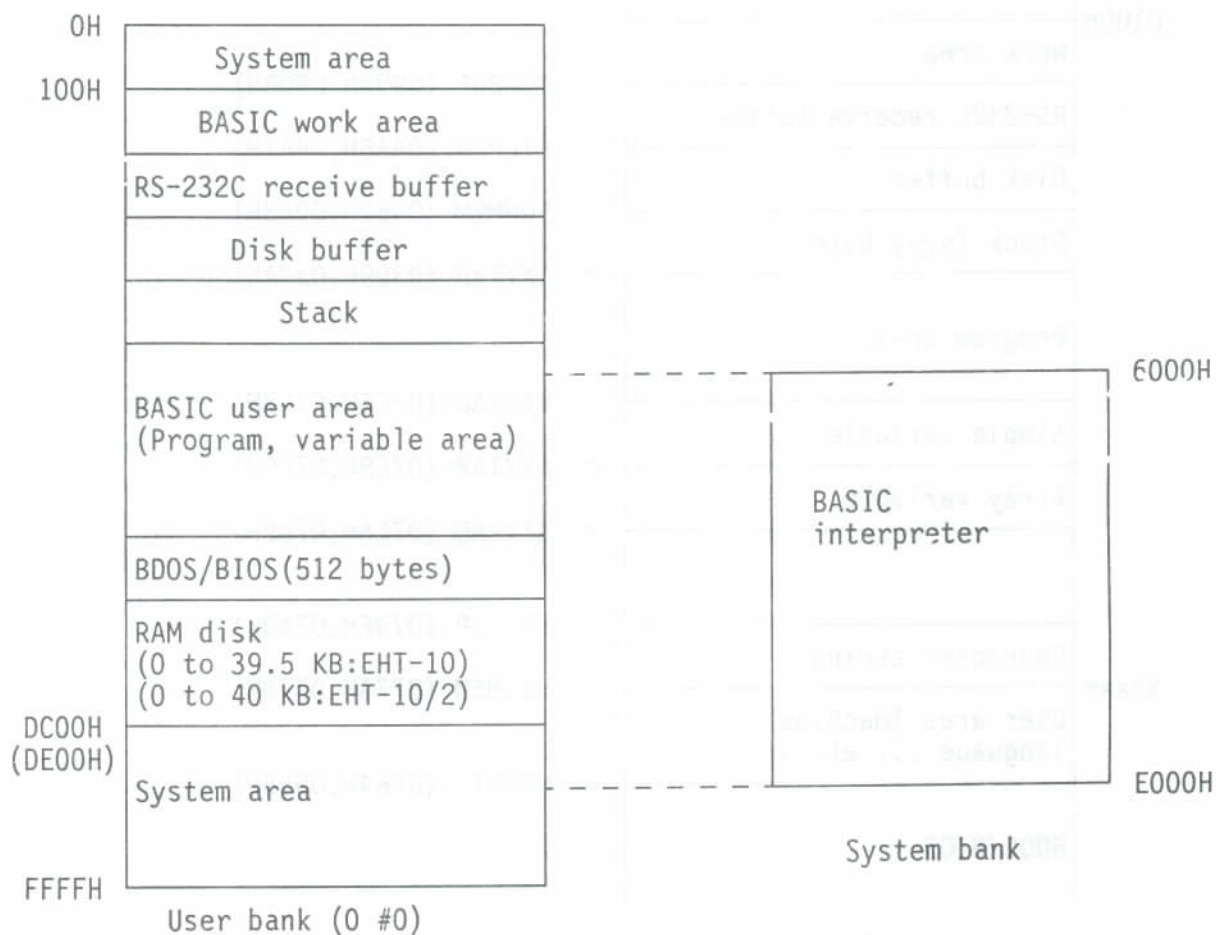 0H
System area
100H
BASIC work area
RS-232C receive buffer
Disk buffer
Stack
BASIC user area
(Program, variable area)
BDOS/BIOS(512 bytes)
RAM disk
(0 to 39.5 KB:EHT-10)
(0 to 40 KB:EHT-10/2)
DC00H
(DE00H)
System area
FFFFH
User bank (0 #0)
6000H
BASIC
interpreter
E000H
System bank